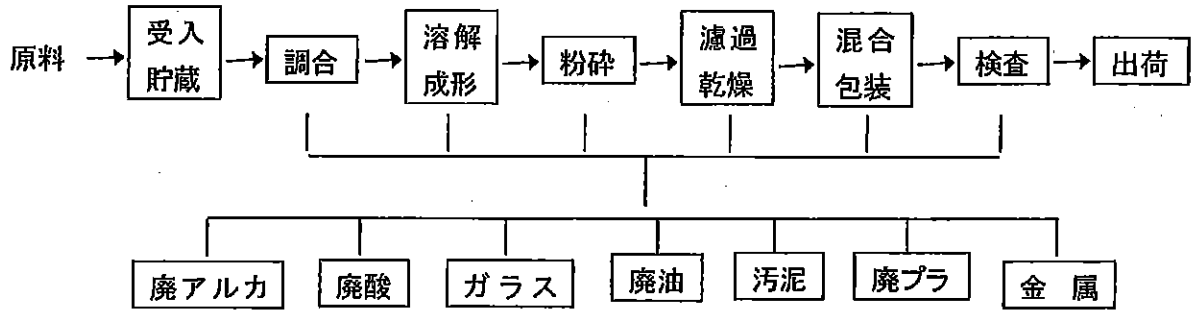 原料
受入
貯蔵
調合
溶解
成形
粉砕
濾過
乾燥
混合
包装
検査
出荷
廃アルカ
廃酸
ガラス
廃油
汚泥
廃プラ
金属